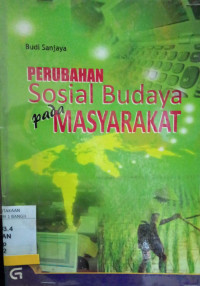 Budi Sanjaya
PERUBAHAN
Sosial Budaya
pada MASYARAKAT
G